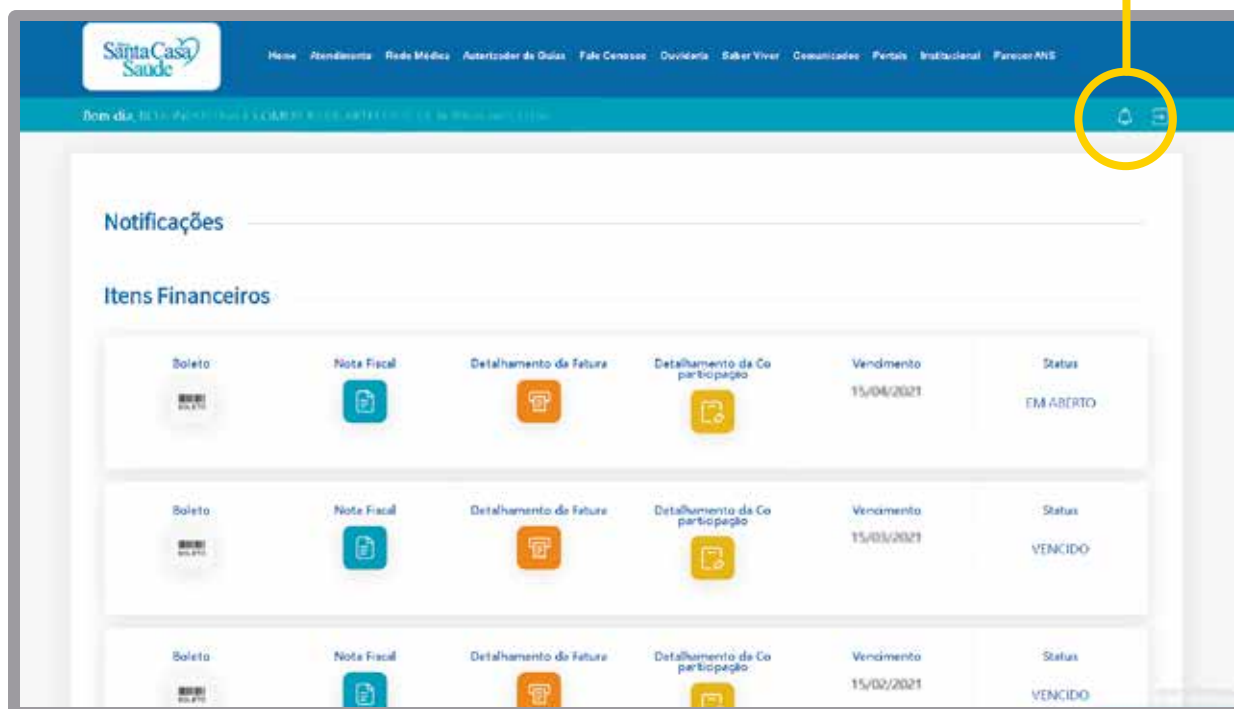 Santa Casa
Saúde
Home Atendimento Rede Médica Autorizador de Guias Fale Conosco Ouvidoria Saber Viver Comunicados Portais Institucional Parecer ANS
Bom dia,
Notificações
Itens Financeiros
Boleto Nota Fiscal Detalhamento da Fatura Detalhamento da Co participação Vencimento Status
BOLETO 15/04/2021 EM ABERTO
Boleto Nota Fiscal Detalhamento da Fatura Detalhamento da Co participação Vencimento Status
BOLETO 15/03/2021 VENCIDO
Boleto Nota Fiscal Detalhamento da Fatura Detalhamento da Co participação Vencimento Status
BOLETO 15/02/2021 VENCIDO